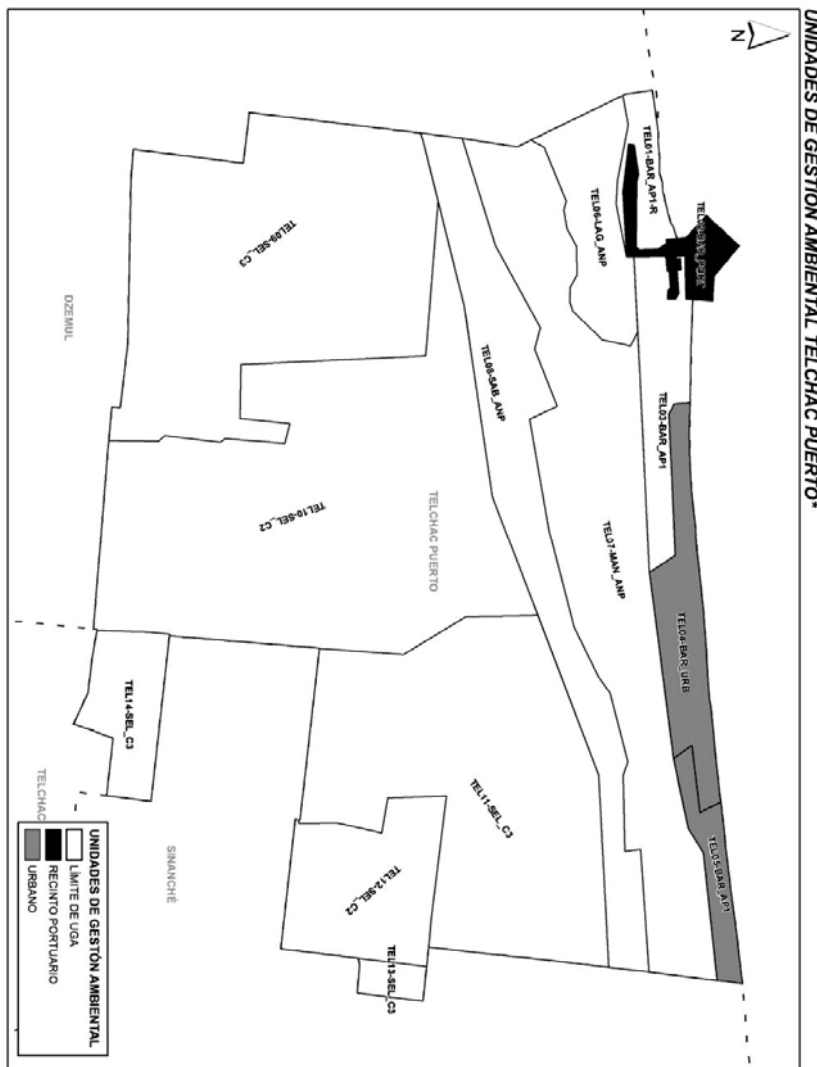 UNIDADES DE GESTIÓN AMBIENTAL TELCHAC PUERTO*
N
TEL01-BAR_AP1-R
TEL02-BAR_PORT
TEL06-LAG_ANP
TEL03-BAR_AP1
TEL04-BAR_URB
TEL05-BAR_AP1
TEL07-MAN_ANP
TEL08-SAB_ANP
TEL09-SEL_C3
TELCHAC PUERTO
TEL10-SEL_C2
TEL11-SEL_C3
TEL12-SEL_C2
TEL13-SEL_C3
TEL14-SEL_C3
DZEMUL
SINANCHÉ
TELCHAC
UNIDADES DE GESTÓN AMBIENTAL
LÍMITE DE UGA
RECINTO PORTUARIO
URBANO